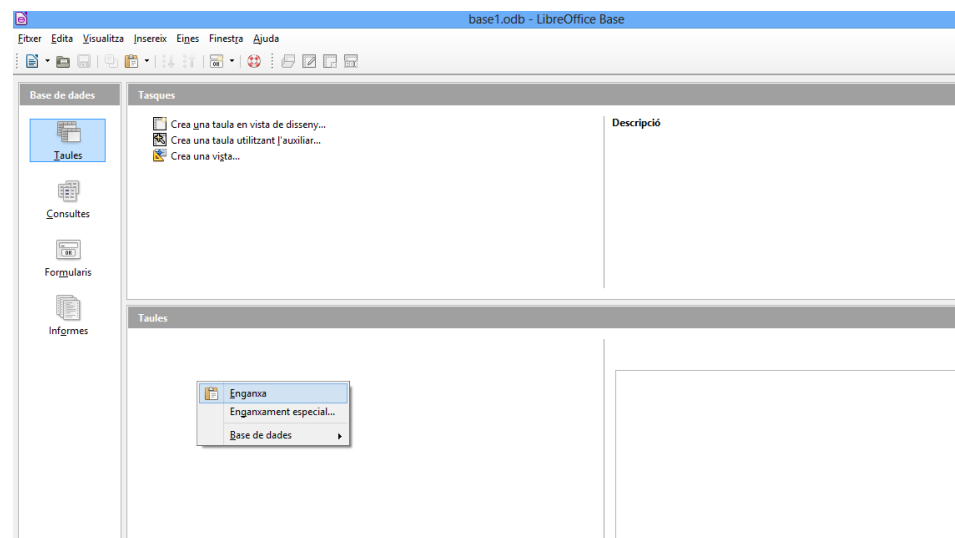 base1.odb - LibreOffice Base
Fitxer Edita Visualitza Insereix Eines Finestra Ajuda
Base de dades
Tasques
Taules
Consultes
Formularis
Informes
Crea una taula en vista de disseny...
Crea una taula utilitzant l'auxiliar...
Crea una vista...
Descripció
Taules
Enganxa
Enganxament especial...
Base de dades